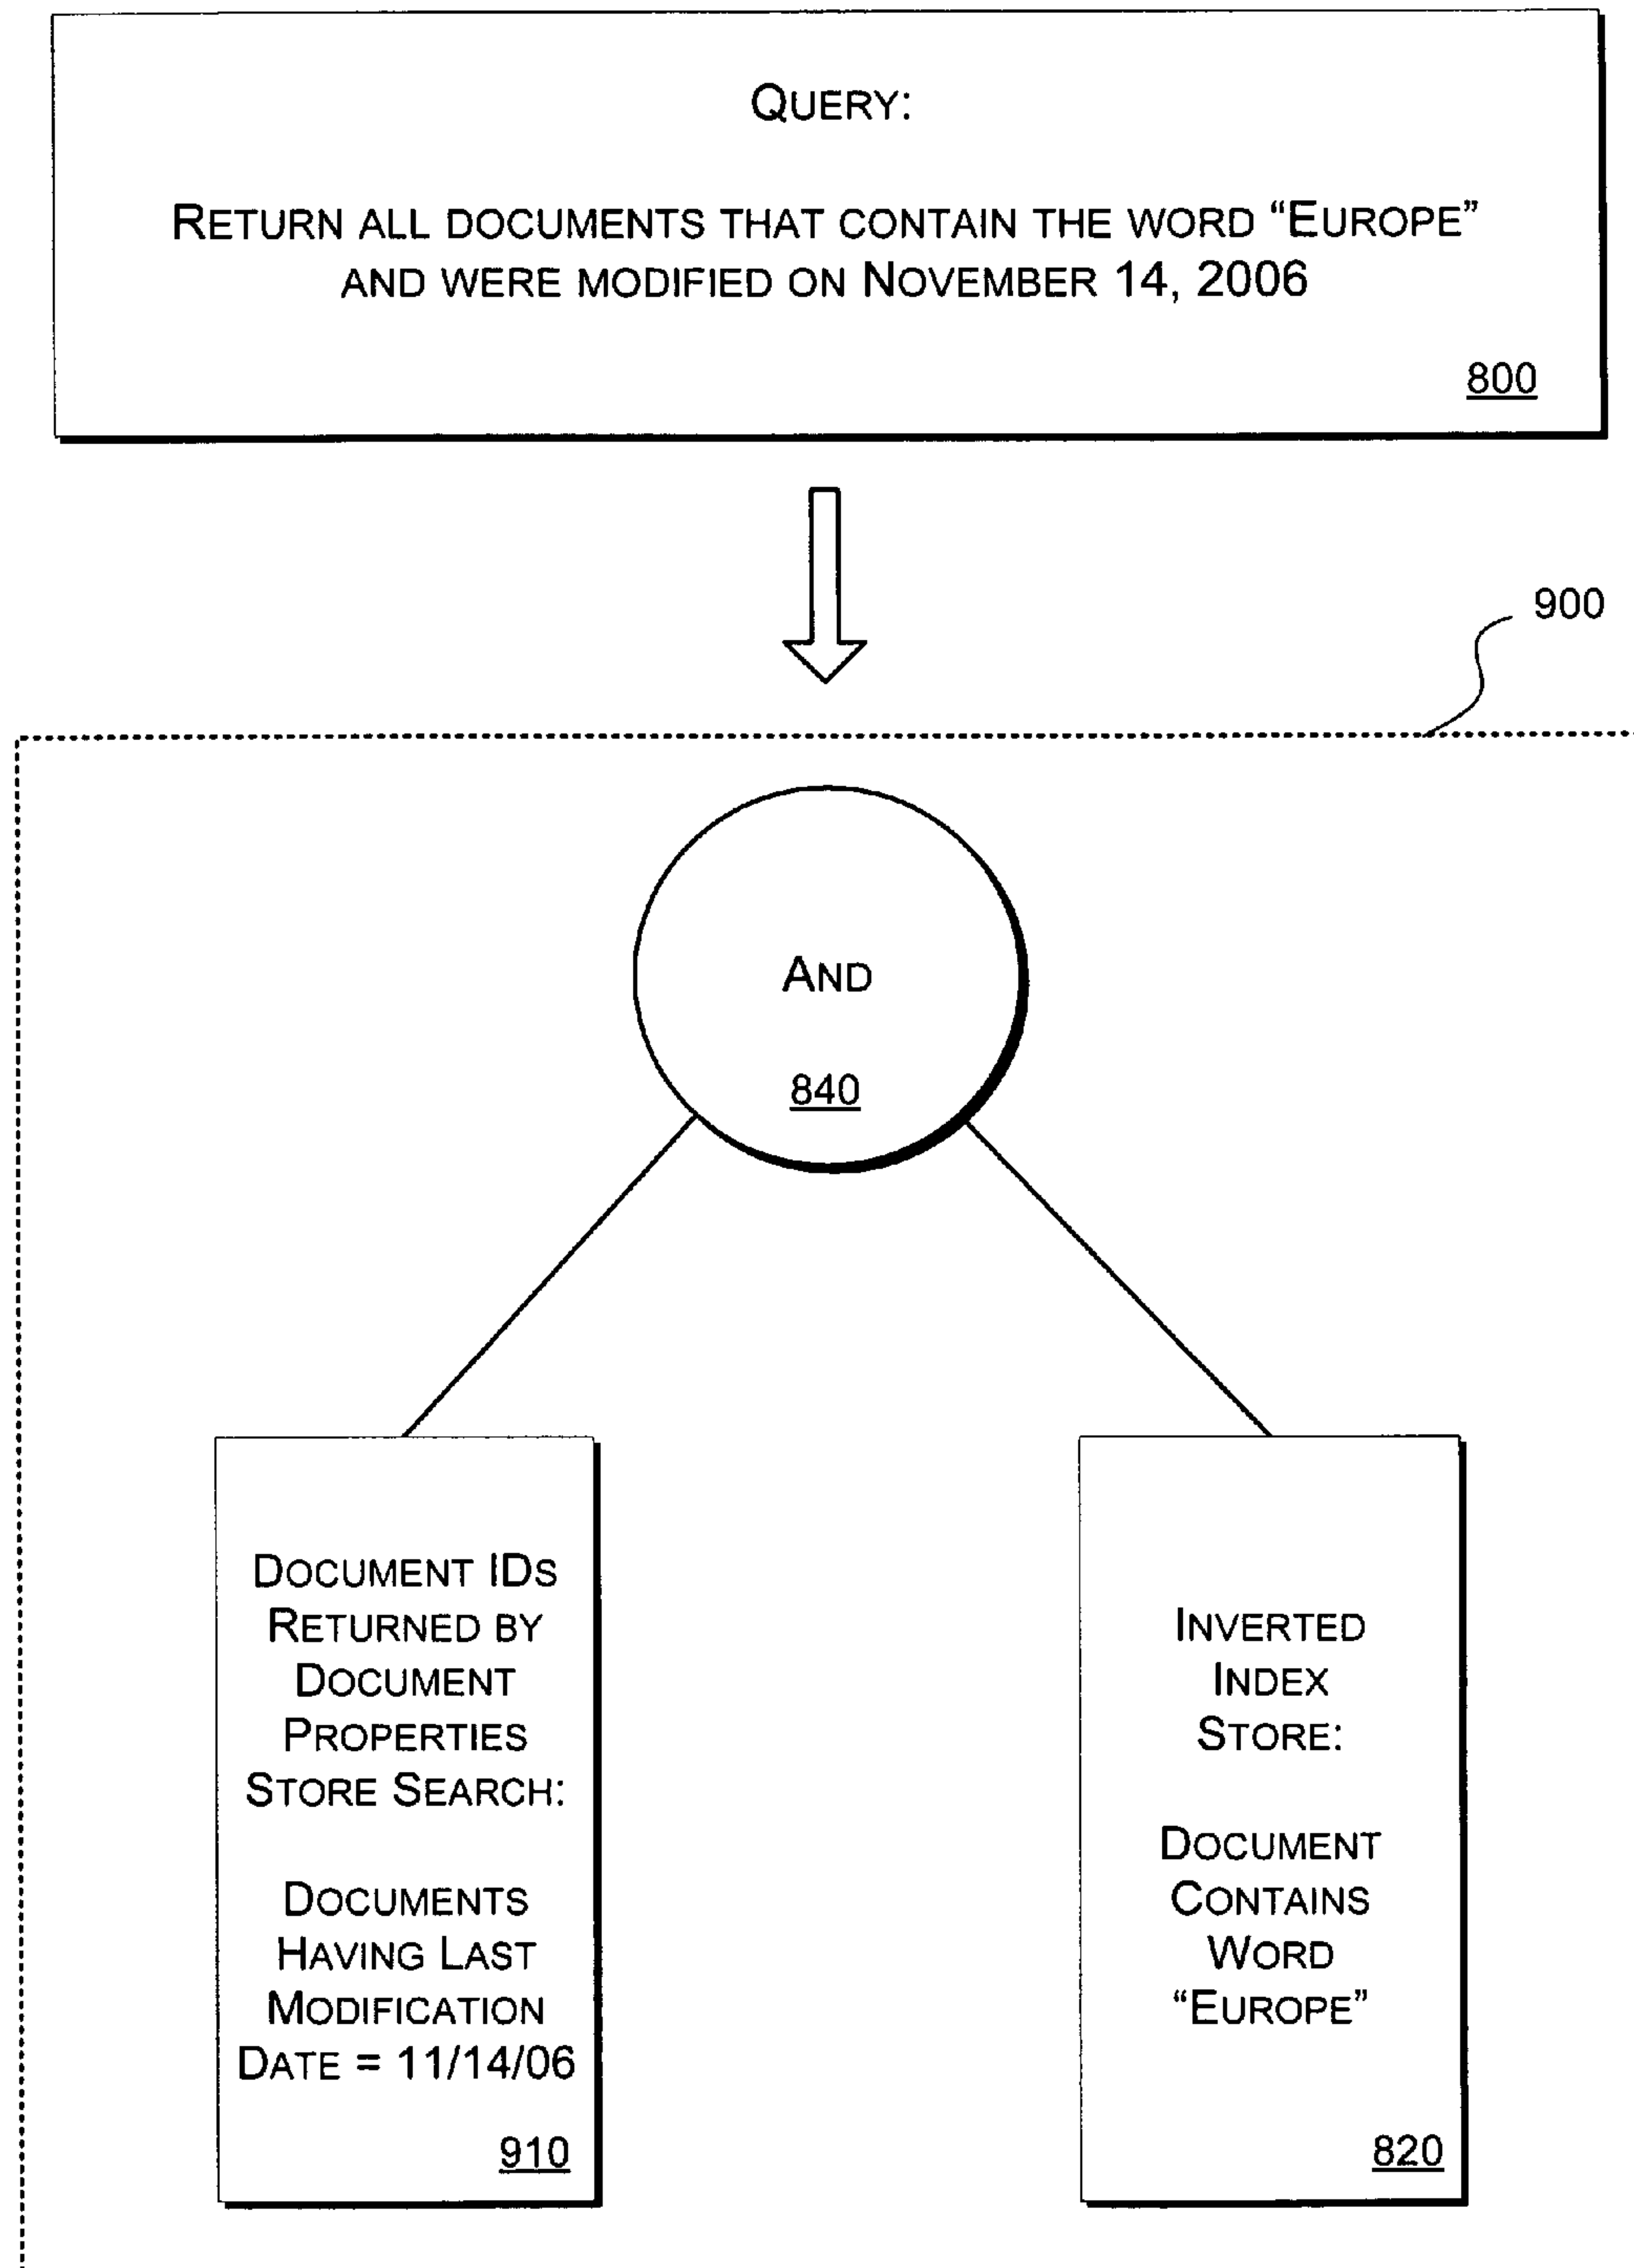 QUERY:
RETURN ALL DOCUMENTS THAT CONTAIN THE WORD “EUROPE”
AND WERE MODIFIED ON NOVEMBER 14, 2006
800
900
AND
840
DOCUMENT IDS
RETURNED BY
DOCUMENT
PROPERTIES
STORE SEARCH:
DOCUMENTS
HAVING LAST
MODIFICATION
DATE = 11/14/06
910
INVERTED
INDEX
STORE:
DOCUMENT
CONTAINS
WORD
“EUROPE”
820